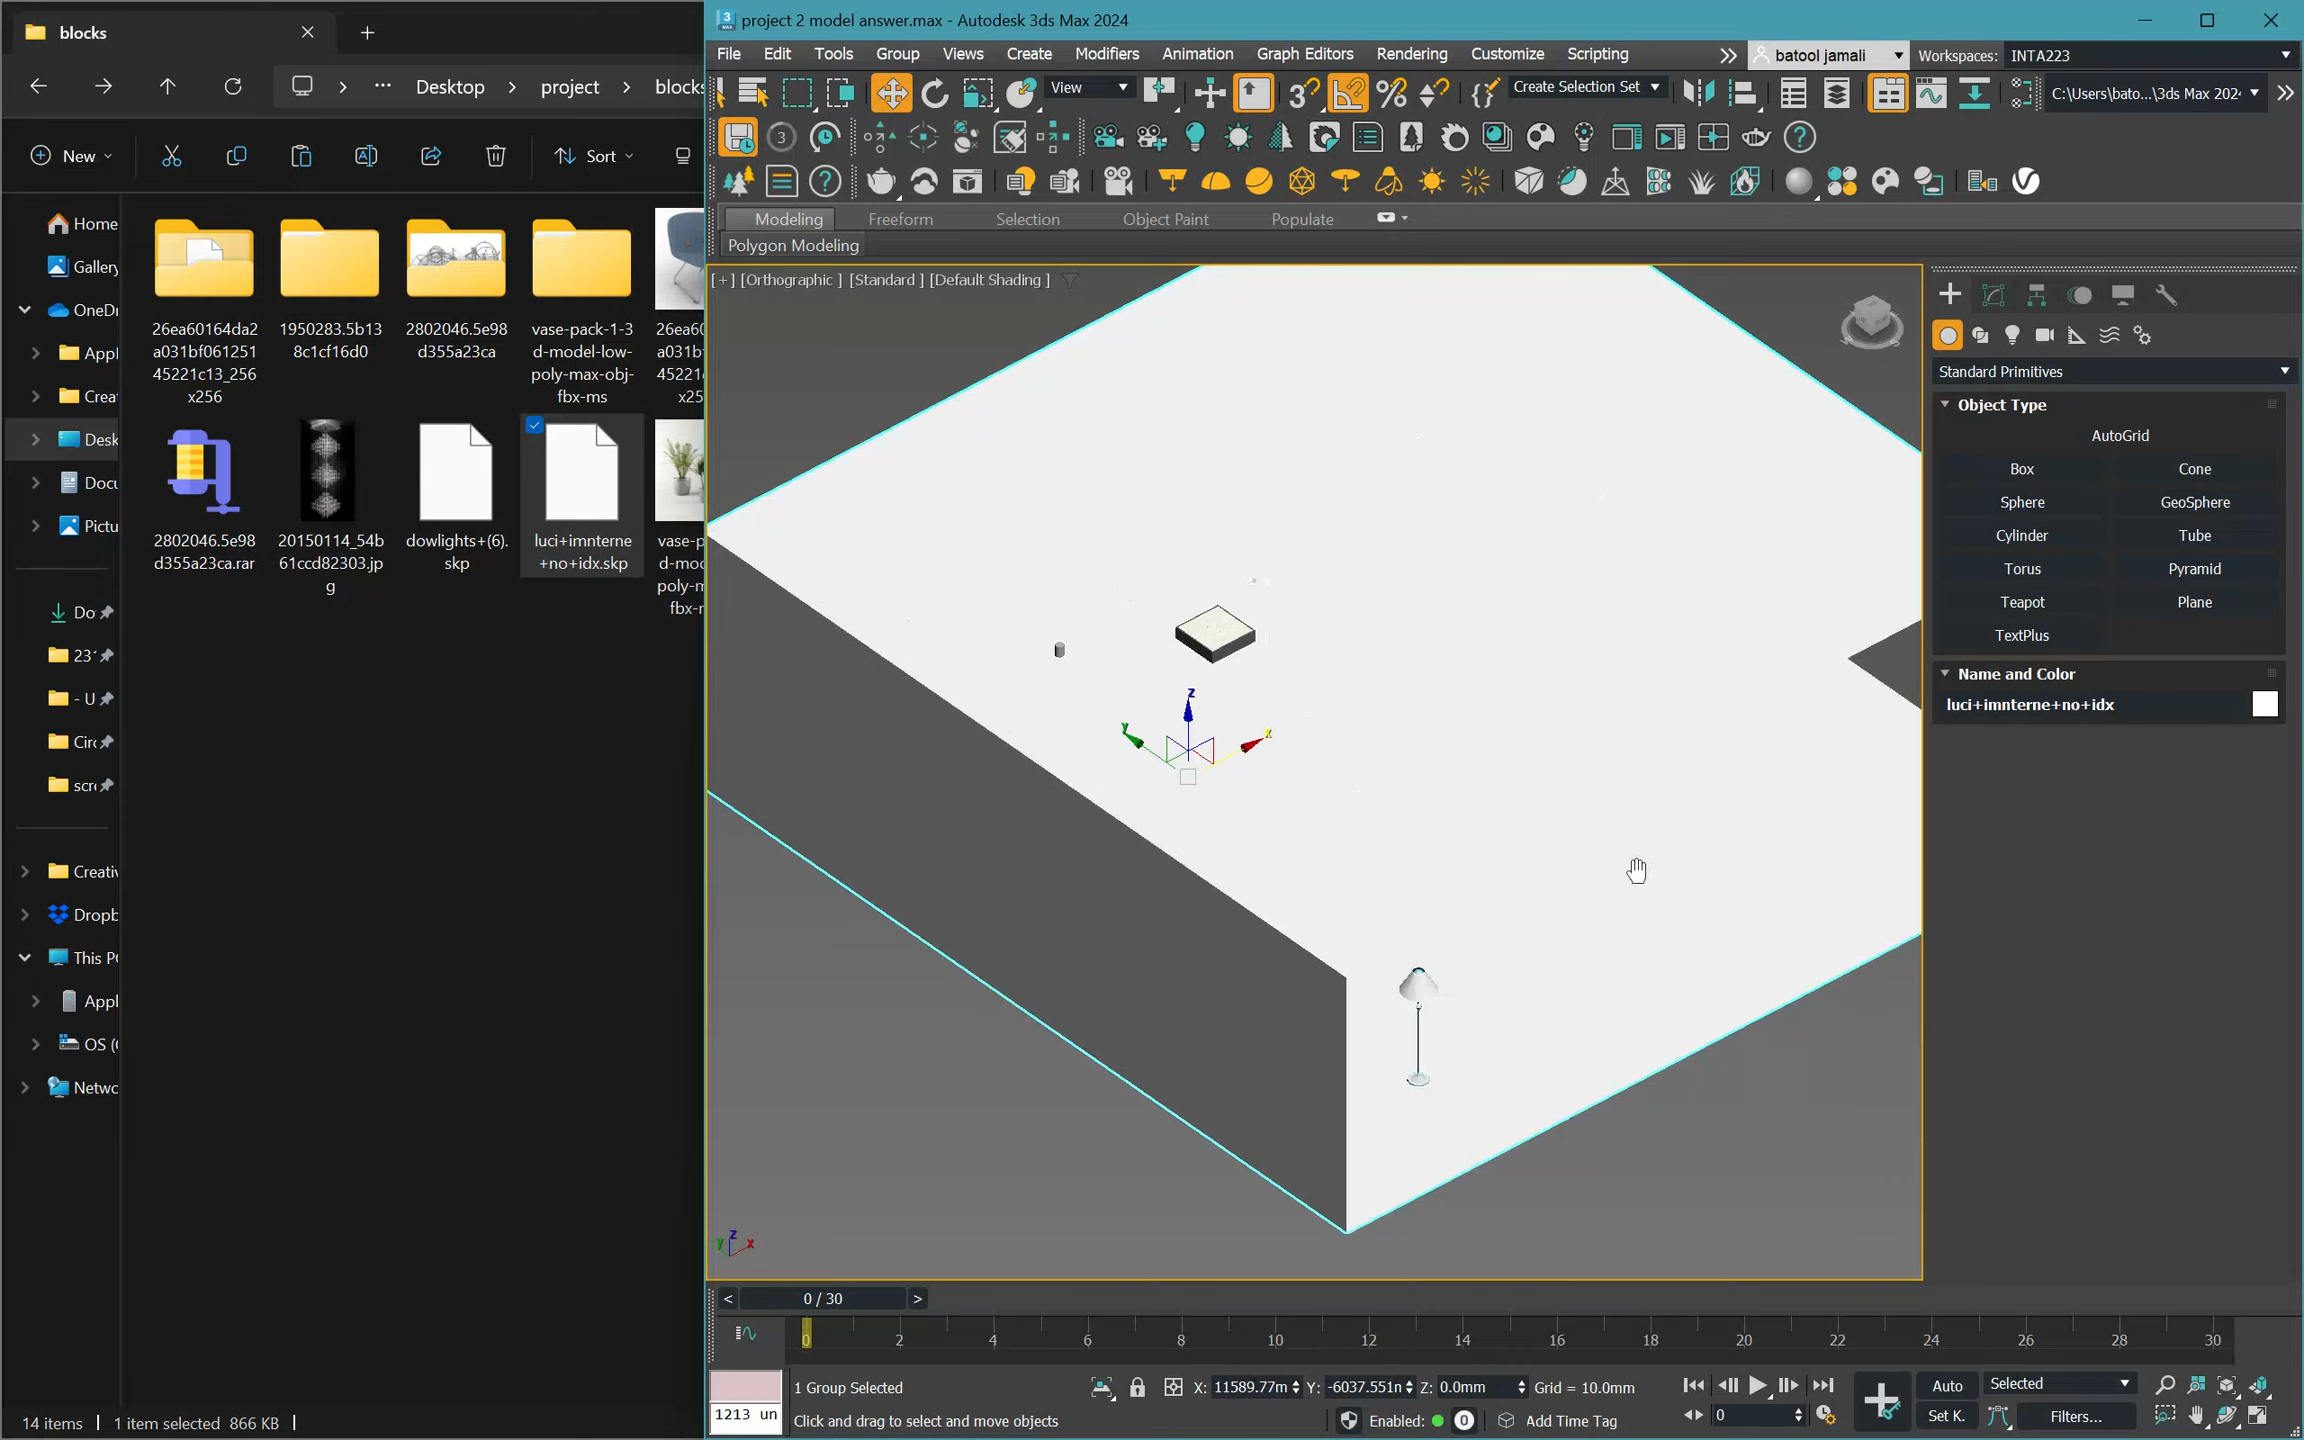 blocks
Desktop
project
blocks
New
Sort
Home
Gallery
OneDr
Appl
Crea
Desk
Docu
Pictu
Do
23
- U
Circ
scre
Creativ
Dropb
This P
Appl
OS (
Netwo
26ea60164da2
a031bf061251
45221c13_256
x256
1950283.5b13
8c1cf16d0
2802046.5e98
d355a23ca
vase-pack-1-3
d-model-low-
poly-max-obj-
fbx-ms
26ea60
a031b
45221
x25
2802046.5e98
d355a23ca.rar
20150114_54b
61ccd82303.jp
g
dowlights+(6).
skp
luci+imnterne
+no+idx.skp
vase-p
d-mod
poly-m
fbx-r
14 items
1 item selected 866 KB
project 2 model answer.max - Autodesk 3ds Max 2024
File Edit Tools Group Views Create Modifiers Animation Graph Editors Rendering Customize Scripting
batool jamali
Workspaces: INTA223
View
Create Selection Set
C:\Users\bato...\3ds Max 202
Modeling Freeform Selection Object Paint Populate
Polygon Modeling
[+] [Orthographic ] [Standard ] [Default Shading ]
Standard Primitives
Object Type
AutoGrid
Box Cone
Sphere GeoSphere
Cylinder Tube
Torus Pyramid
Teapot Plane
TextPlus
Name and Color
luci+imnterne+no+idx
z
y
x
z
y
x
< 0 / 30 >
0 2 4 6 8 10 12 14 16 18 20 22 24 26 28 30
1213 un
1 Group Selected
X: 11589.77m Y: -6037.551n Z: 0.0mm Grid = 10.0mm
Click and drag to select and move objects
Enabled: 0 Add Time Tag
0
Auto Selected
Set K. Filters...